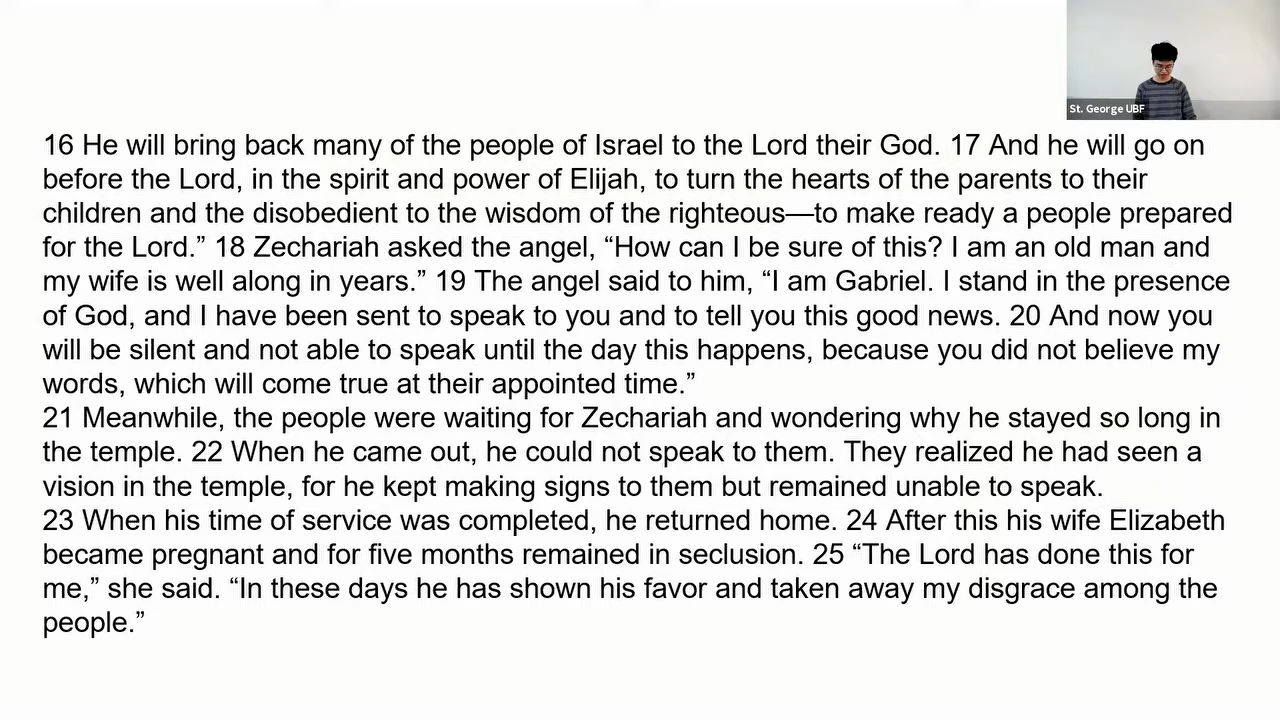 St. George UBF
16 He will bring back many of the people of Israel to the Lord their God. 17 And he will go on
before the Lord, in the spirit and power of Elijah, to turn the hearts of the parents to their
children and the disobedient to the wisdom of the righteous—to make ready a people prepared
for the Lord.” 18 Zechariah asked the angel, “How can I be sure of this? I am an old man and
my wife is well along in years.” 19 The angel said to him, “I am Gabriel. I stand in the presence
of God, and I have been sent to speak to you and to tell you this good news. 20 And now you
will be silent and not able to speak until the day this happens, because you did not believe my
words, which will come true at their appointed time.”
21 Meanwhile, the people were waiting for Zechariah and wondering why he stayed so long in
the temple. 22 When he came out, he could not speak to them. They realized he had seen a
vision in the temple, for he kept making signs to them but remained unable to speak.
23 When his time of service was completed, he returned home. 24 After this his wife Elizabeth
became pregnant and for five months remained in seclusion. 25 “The Lord has done this for
me,” she said. “In these days he has shown his favor and taken away my disgrace among the
people.”